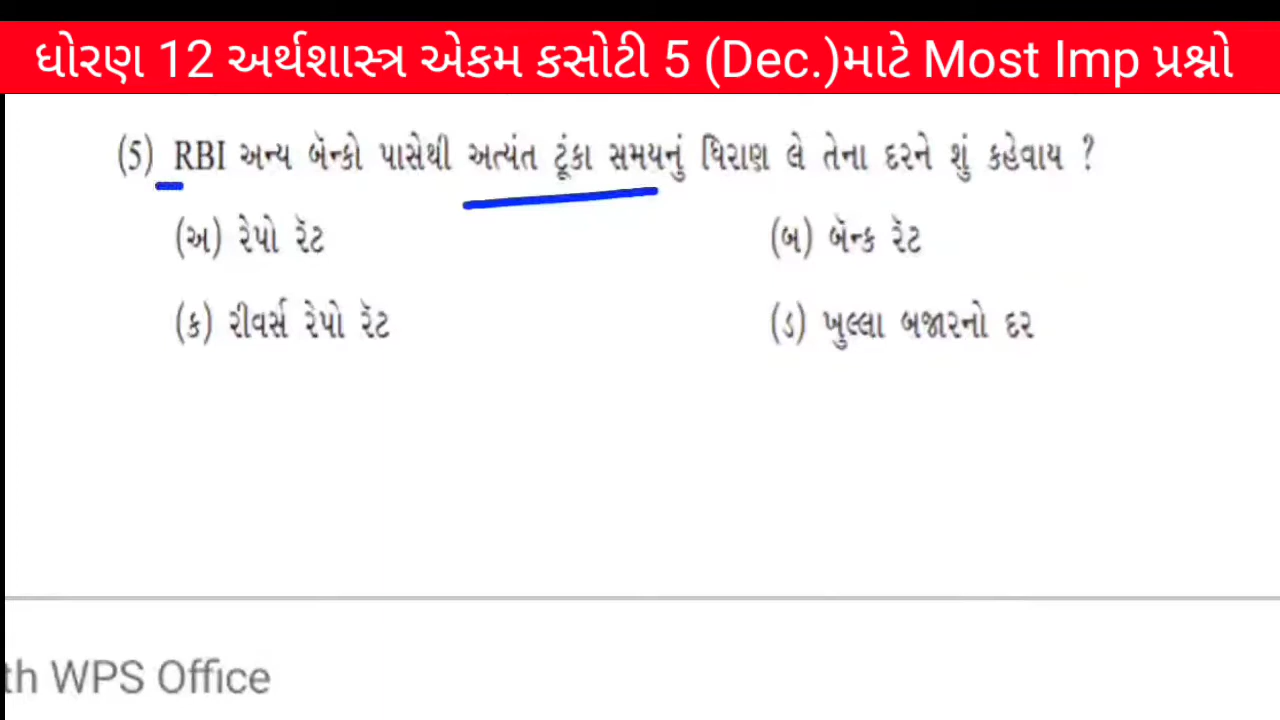 ધોરણ 12 અર્થશાસ્ત્ર એકમ કસોટી 5 (Dec.)માટે Most Imp પ્રશ્નો
(5) RBI અન્ય બૅન્કો પાસેથી અત્યંત ટૂંકા સમયનું ધિરાણ લે તેના દરને શું કહેવાય ?
(અ) રેપો રૅટ (બ) બૅન્ક રૅટ
(ક) રીવર્સ રેપો રૅટ (ડ) ખુલ્લા બજારનો દર
th WPS Office